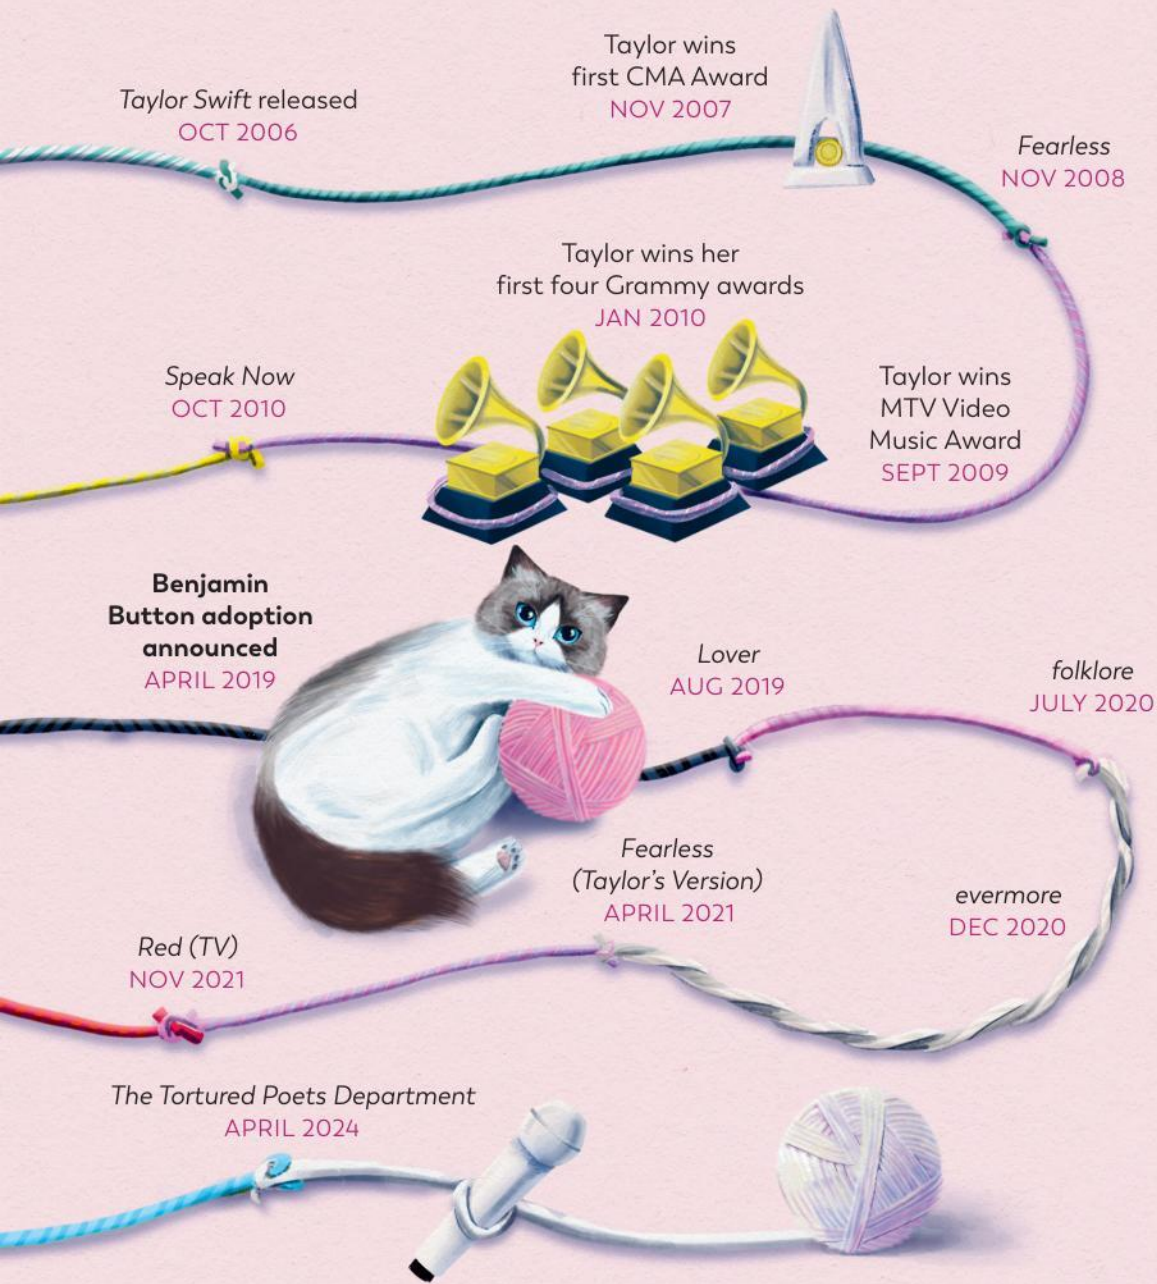 Taylor Swift released
OCT 2006
Taylor wins
first CMA Award
NOV 2007
Fearless
NOV 2008
Taylor wins
MTV Video
Music Award
SEPT 2009
Taylor wins her
first four Grammy awards
JAN 2010
Speak Now
OCT 2010
Benjamin
Button adoption
announced
APRIL 2019
Lover
AUG 2019
folklore
JULY 2020
evermore
DEC 2020
Fearless
(Taylor’s Version)
APRIL 2021
Red (TV)
NOV 2021
The Tortured Poets Department
APRIL 2024